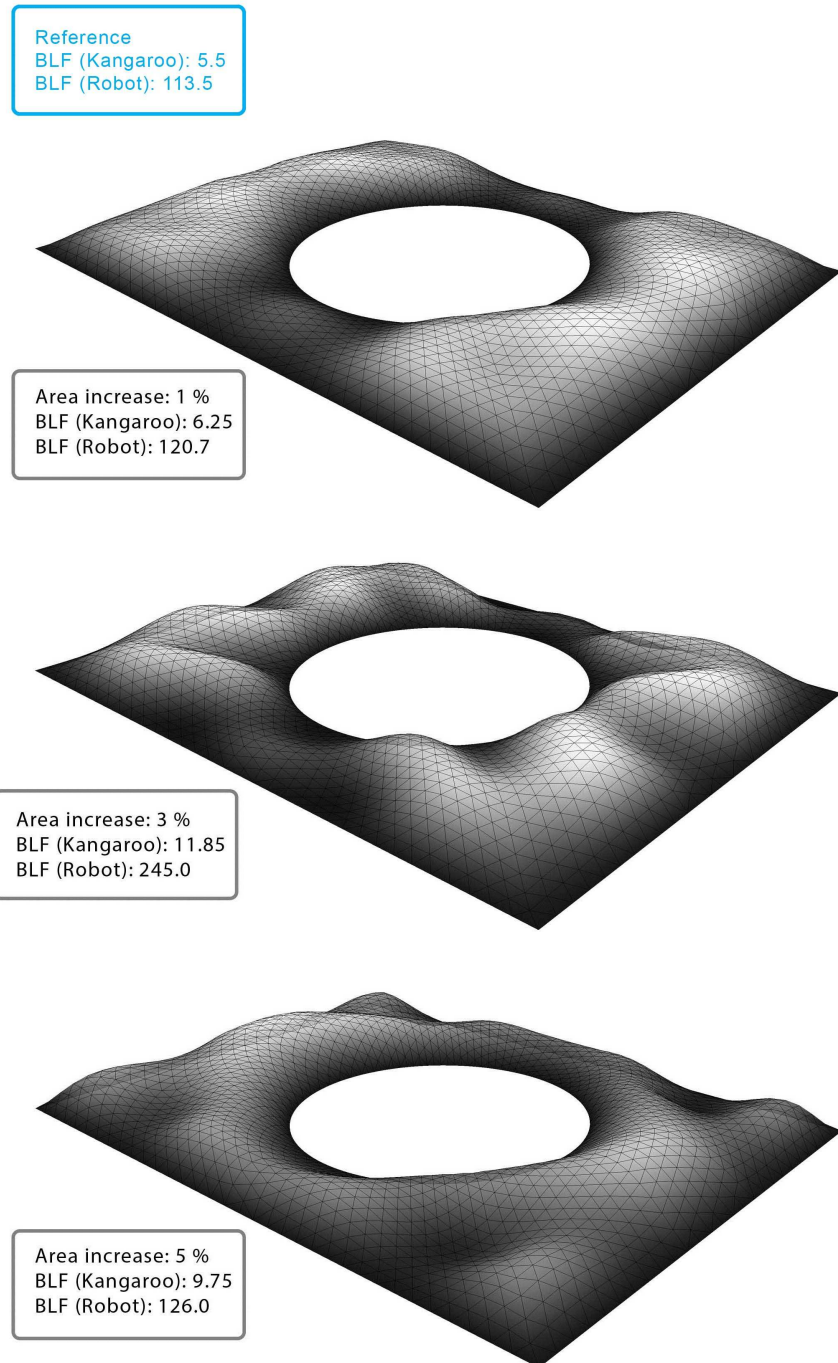 Reference
BLF (Kangaroo): 5.5
BLF (Robot): 113.5
Area increase: 1 %
BLF (Kangaroo): 6.25
BLF (Robot): 120.7
Area increase: 3 %
BLF (Kangaroo): 11.85
BLF (Robot): 245.0
Area increase: 5 %
BLF (Kangaroo): 9.75
BLF (Robot): 126.0